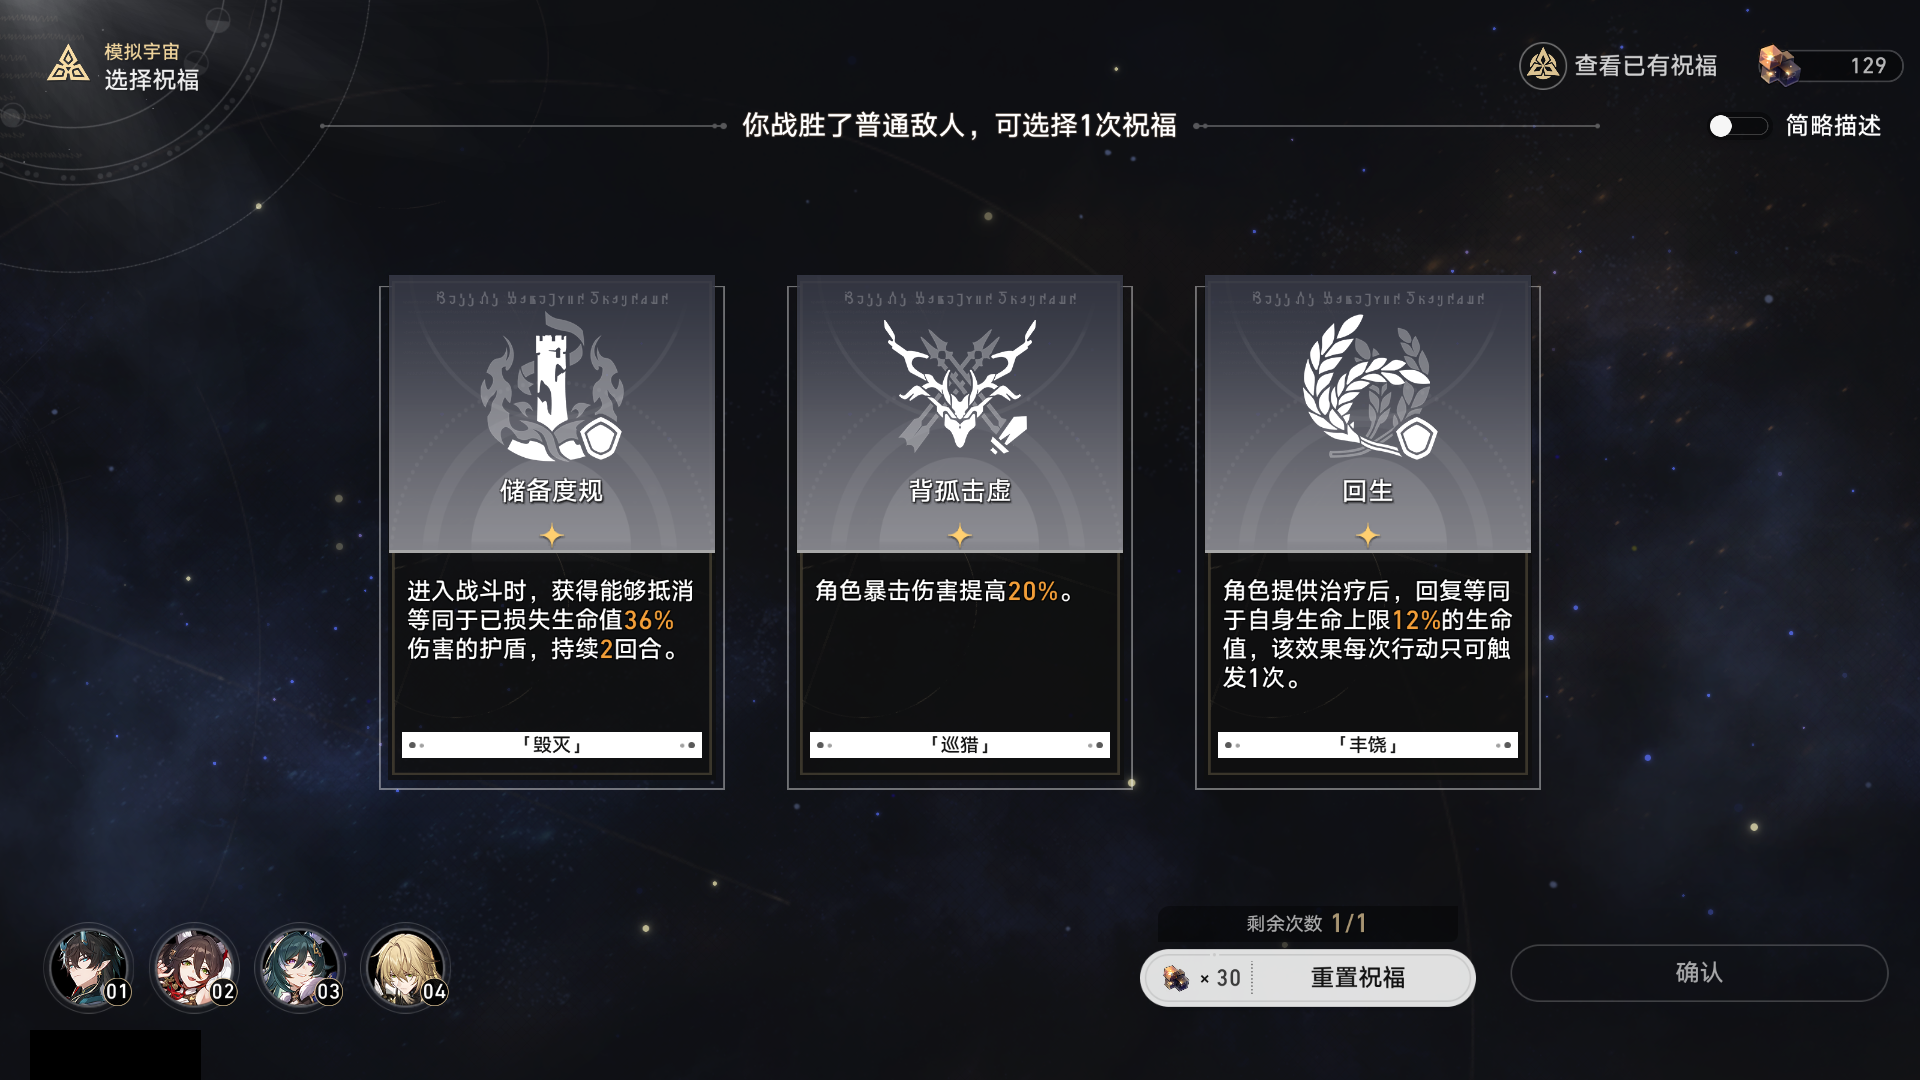 模拟宇宙
选择祝福
查看已有祝福
129
你战胜了普通敌人，可选择1次祝福
简略描述
储备度规
进入战斗时，获得能够抵消
等同于已损失生命值36%
伤害的护盾，持续2回合。
「毁灭」
背孤击虚
角色暴击伤害提高20%。
「巡猎」
回生
角色提供治疗后，回复等同
于自身生命上限12%的生命
值，该效果每次行动只可触
发1次。
「丰饶」
01
02
03
04
剩余次数 1/1
× 30
重置祝福
确认